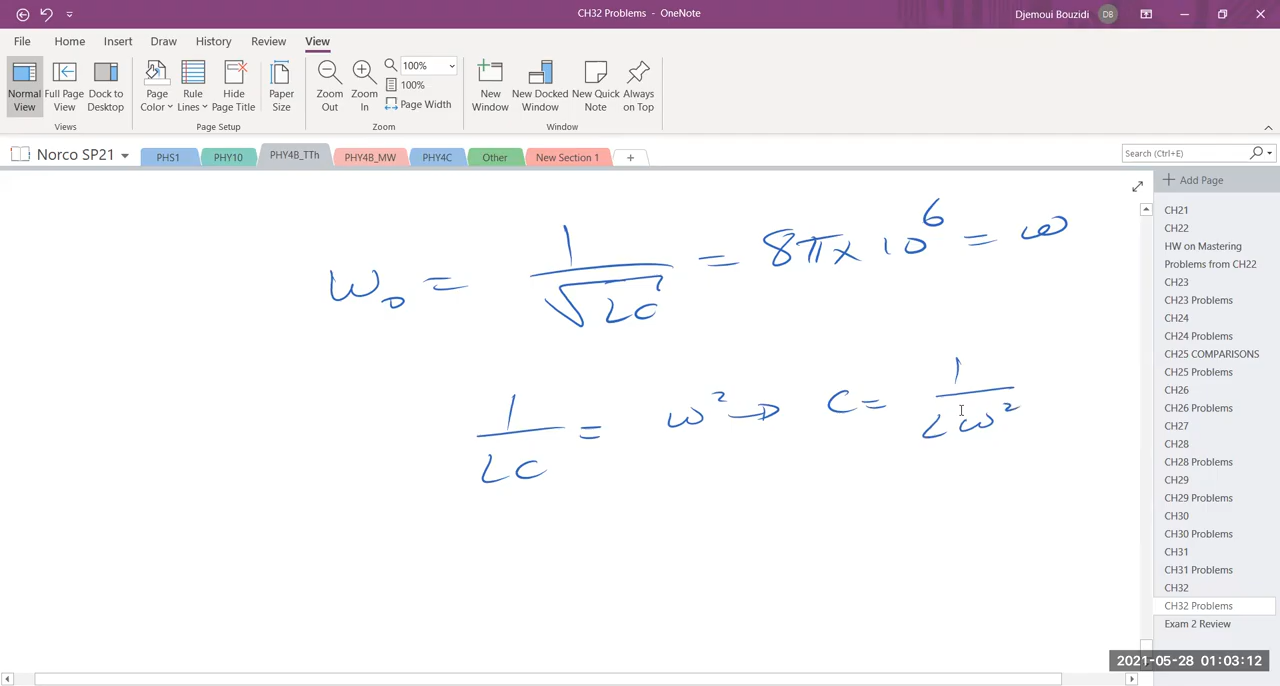 CH32 Problems - OneNote
Djemoui Bouzidi DB
File Home Insert Draw History Review View
Normal View Full Page View Dock to Desktop Page Color Rule Lines Hide Page Title Paper Size Zoom Out Zoom In 100% 100% Page Width New Window New Docked Window New Quick Note Always on Top
Views Page Setup Zoom Window
Norco SP21 PHS1 PHY10 PHY4B_TTh PHY4B_MW PHY4C Other New Section 1 + Search (Ctrl+E)
+ Add Page
CH21
CH22
HW on Mastering
Problems from CH22
CH23
CH23 Problems
CH24
CH24 Problems
CH25 COMPARISONS
CH25 Problems
CH26
CH26 Problems
CH27
CH28
CH28 Problems
CH29
CH29 Problems
CH30
CH30 Problems
CH31
CH31 Problems
CH32
CH32 Problems
Exam 2 Review
ω₀ = 1/√LC = 8π × 10⁶ = ω
1/LC = ω² → C = 1/Lω²
2021-05-28 01:03:12